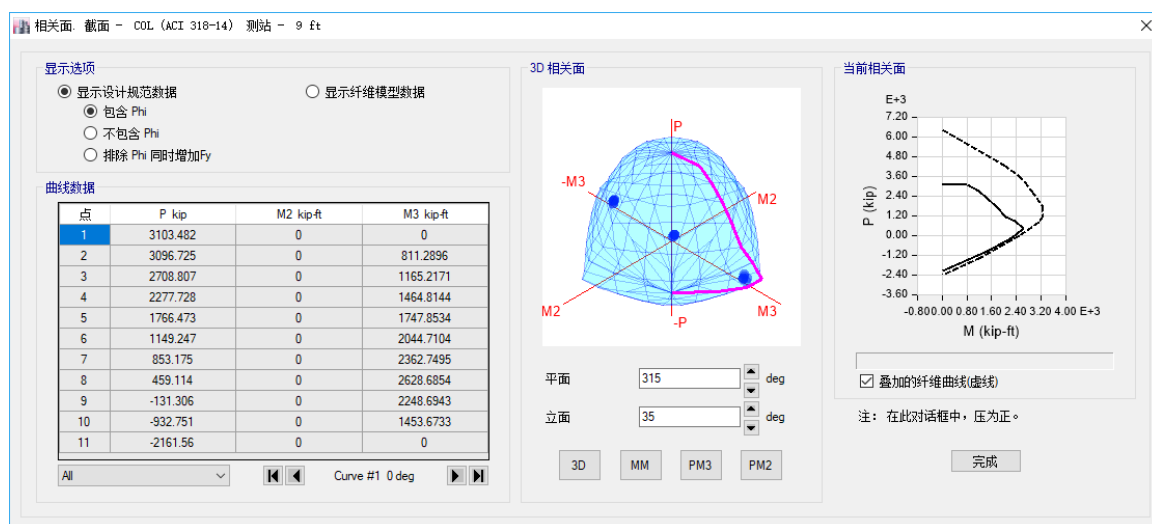 相关面. 截面 - COL (ACI 318-14) 测站 - 9 ft
显示选项
显示设计规范数据
显示纤维模型数据
包含 Phi
不包含 Phi
排除 Phi 同时增加Fy
曲线数据
点 P kip M2 kip-ft M3 kip-ft
1 3103.482 0 0
2 3096.725 0 811.2896
3 2708.807 0 1165.2171
4 2277.728 0 1464.8144
5 1766.473 0 1747.8534
6 1149.247 0 2044.7104
7 853.175 0 2362.7495
8 459.114 0 2628.6854
9 -131.306 0 2248.6943
10 -932.751 0 1453.6733
11 -2161.56 0 0
All
Curve #1 0 deg
3D 相关面
P
-M3
M2
M2
M3
-P
平面 315 deg
立面 35 deg
3D MM PM3 PM2
当前相关面
E+3
7.20
6.00
4.80
3.60
2.40
1.20
0.00
-1.20
-2.40
-3.60
P (kip)
-0.800 0.00 0.80 1.60 2.40 3.20 4.00 E+3
M (kip-ft)
叠加的纤维曲线(虚线)
注: 在此对话框中，压为正。
完成